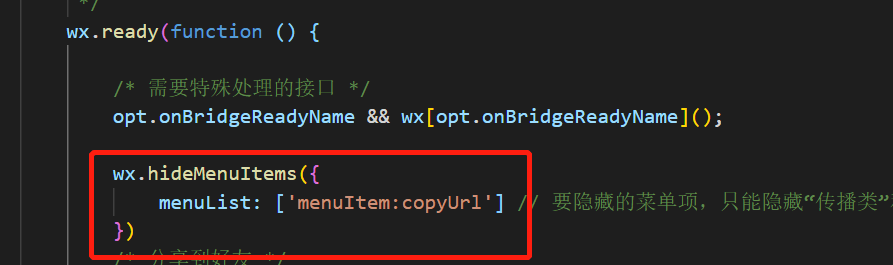 */
wx.ready(function () {
/* 需要特殊处理的接口 */
opt.onBridgeReadyName && wx[opt.onBridgeReadyName]();
wx.hideMenuItems({
menuList: ['menuItem:copyUrl'] // 要隐藏的菜单项，只能隐藏“传播类”
})
/* 分享到好友 */